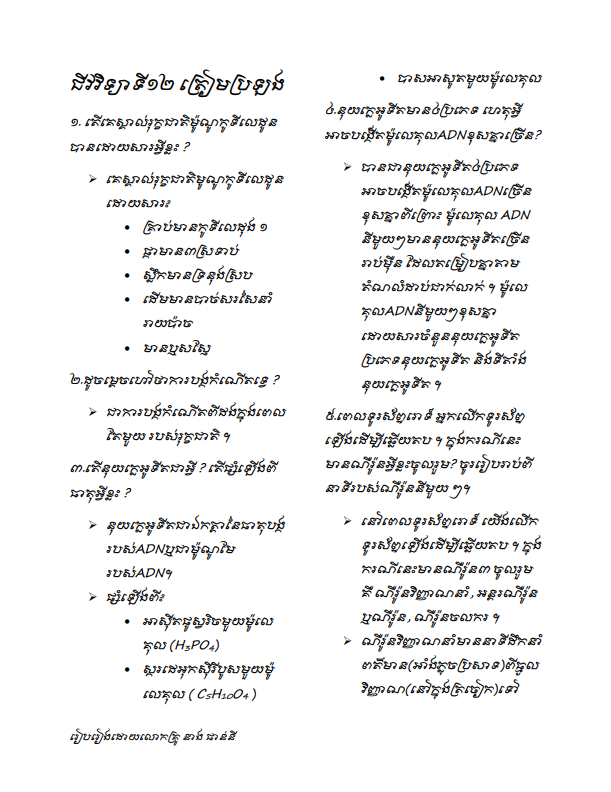 ជីវវិទ្យាទី១២ ត្រៀមប្រឡង
១. តើគេស្គាល់រុក្ខជាតិម៉ូណូកូទីលេដូន
បានដោយសារអ្វីខ្លះ ?
➢ គេស្គាល់រុក្ខជាតិម៉ូណូកូទីលេដូន
ដោយសារ៖
• គ្រាប់មានកូទីលេដុង ១
• ផ្កាមាន៣ស្រទាប់
• ស្លឹកមានទ្រនុងស្រប
• ដើមមានបាច់សរសៃនាំ
រាយប៉ាច
• មានឫសស្នៃ
២.ដូចម្តេចហៅថាការបង្កកំណើតទ្វេ ?
➢ ជាការបង្កកំណើតពីដងក្នុងពេល
តែមួយ របស់រុក្ខជាតិ ។
៣.តើនុយក្លេអូទីតជាអ្វី ? តើផ្សំឡើងពី
ធាតុអ្វីខ្លះ ?
➢ នុយក្លេអូទីតជាឯកត្តានៃធាតុបង្ក
របស់ADNឬជាម៉ូណូមែ
របស់ADN។
➢ ផ្សំឡើងពី៖
• អាស៊ីតផូស្វរិចមួយម៉ូលេ
គុល (H₃PO₄)
• ស្ករដេអុកស៊ីរីបូសមួយម៉ូ
លេគុល ( C₅H₁₀O₄ )
• បាសអាសូតមួយម៉ូលេគុល
៤.នុយក្លេអូទីតមាន៤ប្រភេទ ហេតុអ្វី
អាចបង្កើតម៉ូលេគុលADNខុសគ្នាច្រើន?
➢ បានជានុយក្លេអូទីត៤ប្រភេទ
អាចបង្កើតម៉ូលេគុលADNច្រើន
ខុសគ្នាពីព្រោះ ម៉ូលេគុល ADN
នីមួយៗមាននុយក្លេអូទីតច្រើន
រាប់ម៉ឺន ដែលតម្រៀបគ្នាតាម
តំណលំដាប់ជាក់លាក់ ។ ម៉ូលេ
គុលADNនីមួយៗខុសគ្នា
ដោយសារចំនួននុយក្លេអូទីត
ប្រភេទនុយក្លេអូទីត និងទីតាំង
នុយក្លេអូទីត ។
៥.ពេលទូរស័ព្ទរោទ៍ អ្នកលើកទូរស័ព្ទ
ឡើងដើម្បីឆ្លើយតប ។ ក្នុងករណីនេះ
មានណឺរ៉ូនអ្វីខ្លះចូលរួម? ចូររៀបរាប់ពី
នាទីរបស់ណឺរ៉ូននីមួយ ៗ។
➢ នៅពេលទូរស័ព្ទរោទ៍ យើងលើក
ទូរស័ព្ទឡើងដើម្បីឆ្លើយតប ។ ក្នុង
ករណីនេះមានណឺរ៉ូន៣ ចូលរួម
គឺ ណឺរ៉ូនវិញ្ញាណនាំ , អន្តរណឺរ៉ូន
ឬណឺរ៉ូន , ណឺរ៉ូនចលករ ។
➢ ណឺរ៉ូនវិញ្ញាណនាំមាននាទីដឹកនាំ
ពត៌មាន(អាំងភ្លុចប្រសាទ)ពីធ្មួល
វិញ្ញាណ(នៅក្នុងត្រចៀក)ទៅ
រៀបរៀងដោយលោកគ្រូ នាង ផាន់នី